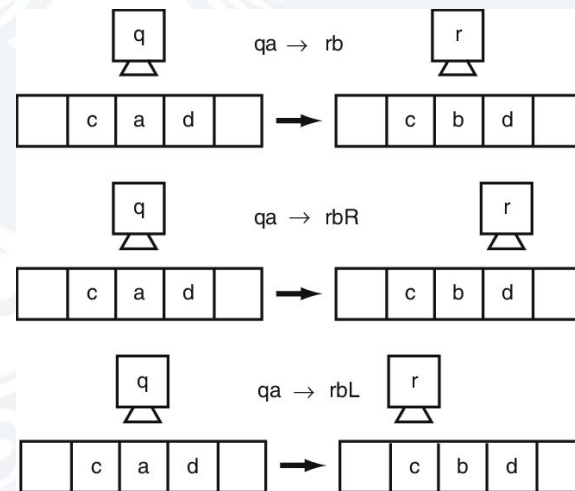 q qa → rb r
c a d c b d
q qa → rbR r
c a d c b d
q qa → rbL r
c a d c b d